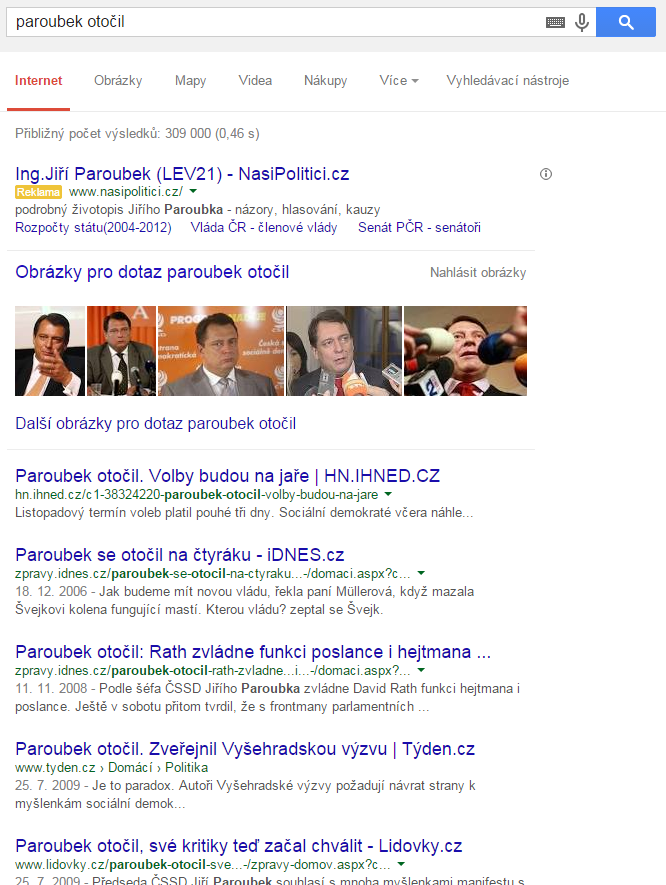 paroubek otočil
Internet Obrázky Mapy Videa Nákupy Více Vyhledávací nástroje
Přibližný počet výsledků: 309 000 (0,46 s)
Ing.Jiří Paroubek (LEV21) - NasiPolitici.cz
Reklama www.nasipolitici.cz/
podrobný životopis Jiřího Paroubka - názory, hlasování, kauzy
Rozpočty státu(2004-2012) Vláda ČR - členové vlády Senát PČR - senátoři
Obrázky pro dotaz paroubek otočil Nahlásit obrázky
Další obrázky pro dotaz paroubek otočil
Paroubek otočil. Volby budou na jaře | HN.IHNED.CZ
hn.ihned.cz/c1-38324220-paroubek-otocil-volby-budou-na-jare
Listopadový termín voleb platil pouhé tři dny. Sociální demokraté včera náhle...
Paroubek se otočil na čtyráku - iDNES.cz
zpravy.idnes.cz/paroubek-se-otocil-na-ctyraku...-/domaci.aspx?c...
18. 12. 2006 - Jak budeme mít novou vládu, řekla paní Müllerová, když mazala
Švejkovi kolena fungující mastí. Kterou vládu? zeptal se Švejk.
Paroubek otočil: Rath zvládne funkci poslance i hejtmana ...
zpravy.idnes.cz/paroubek-otocil-rath-zvladne...i...-/domaci.aspx?...
11. 11. 2008 - Podle šéfa ČSSD Jiřího Paroubka zvládne David Rath funkci hejtmana i
poslance. Ještě v sobotu přitom tvrdil, že s frontmany parlamentních ...
Paroubek otočil. Zveřejnil Vyšehradskou výzvu | Týden.cz
www.tyden.cz › Domácí › Politika
25. 7. 2009 - Je to paradox. Autoři Vyšehradské výzvy požadují návrat strany k
myšlenkám sociální demok...
Paroubek otočil, své kritiky teď začal chválit - Lidovky.cz
www.lidovky.cz/paroubek-otocil-sve...-/zpravy-domov.aspx?c...
25. 7. 2009 - Předseda ČSSD Jiří Paroubek souhlasí s mnoha myšlenkami manifestu s